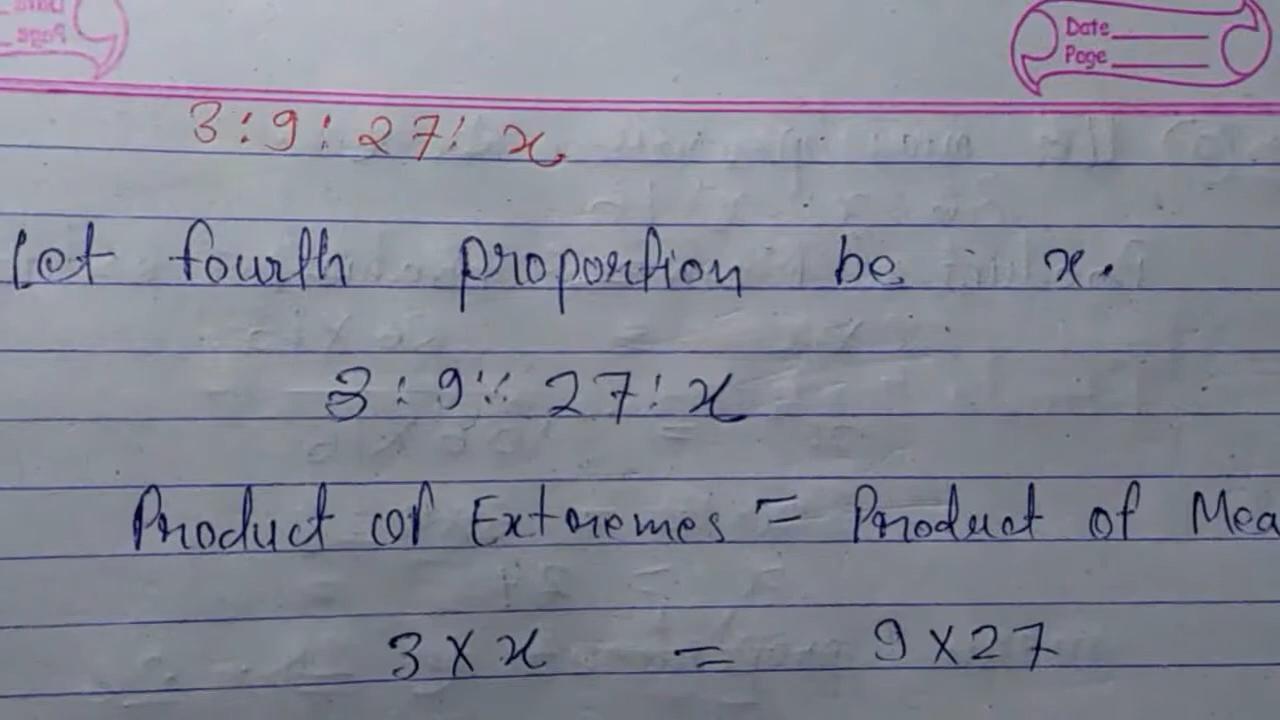 Date
Page
3:9:27:x
Let fourth proportion be x.
3:9::27:x
Product of Extremes = Product of Mea
3×x = 9×27